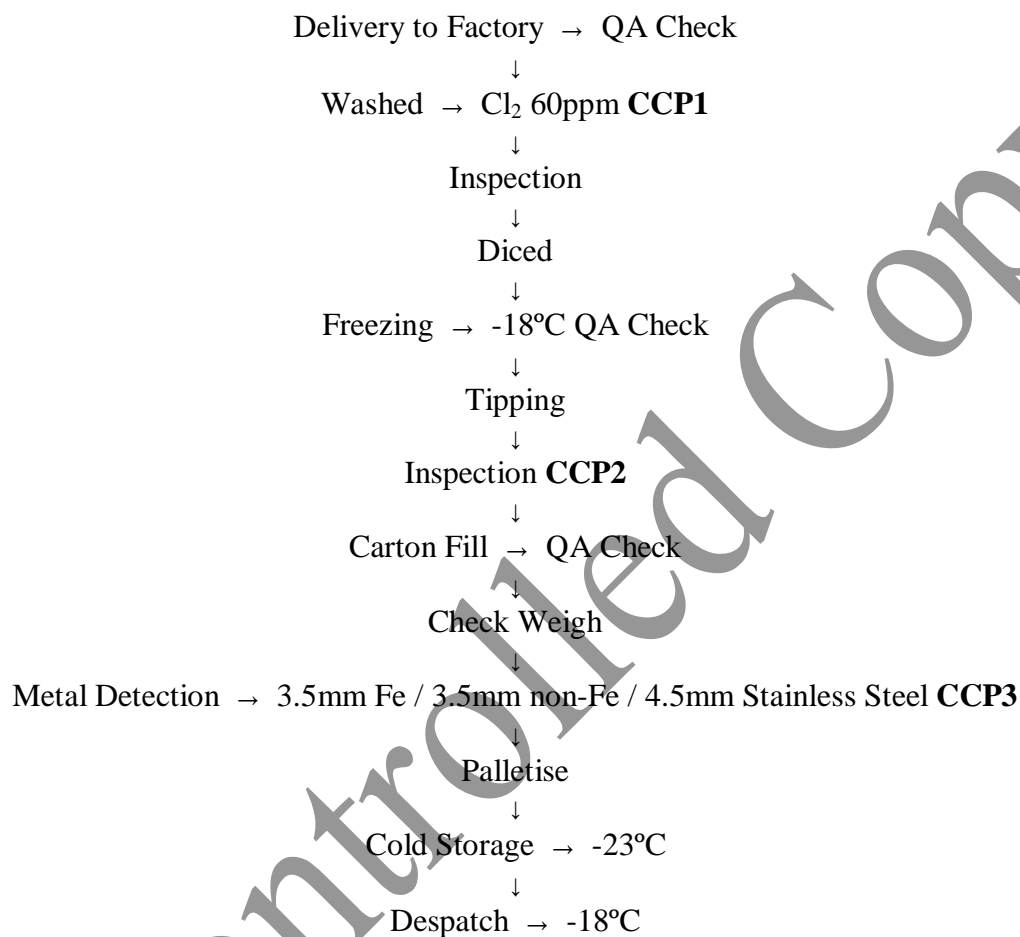 Delivery to Factory → QA Check
↓
Washed → Cl₂ 60ppm CCP1
↓
Inspection
↓
Diced
↓
Freezing → -18ºC QA Check
↓
Tipping
↓
Inspection CCP2
↓
Carton Fill → QA Check
↓
Check Weigh
↓
Metal Detection → 3.5mm Fe / 3.5mm non-Fe / 4.5mm Stainless Steel CCP3
↓
Palletise
↓
Cold Storage → -23ºC
↓
Despatch → -18ºC
ntrolled Cop